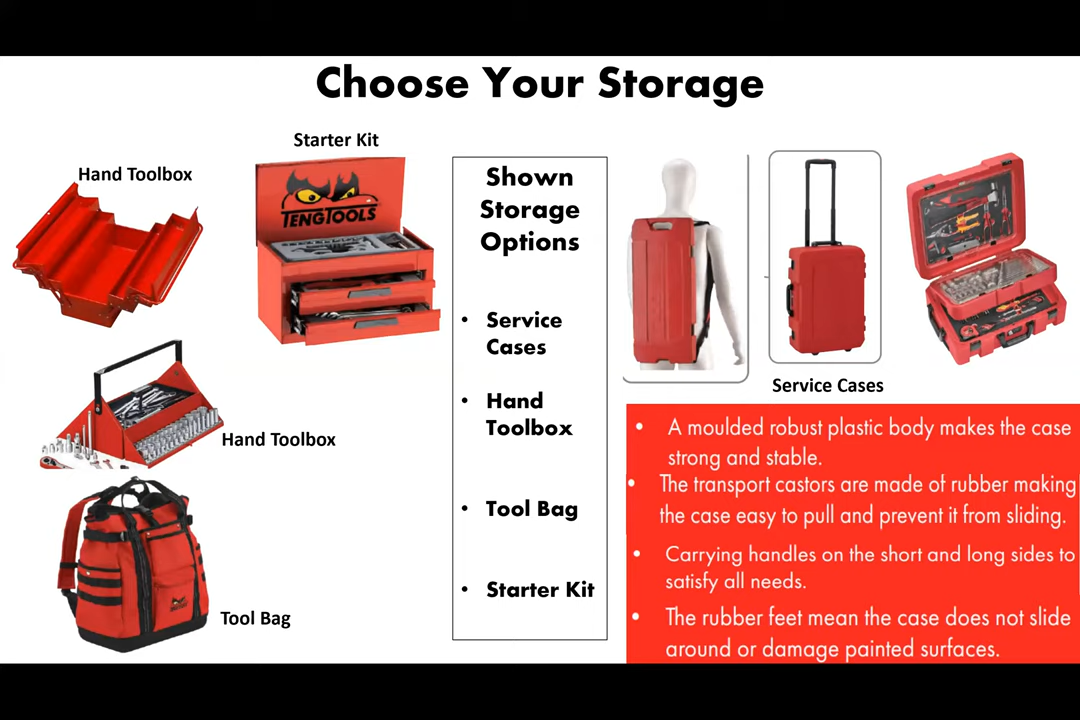 Choose Your Storage
Starter Kit
Hand Toolbox
TENGTOOLS
Hand Toolbox
TENGTOOLS
Tool Bag
Shown
Storage
Options
• Service
Cases
• Hand
Toolbox
• Tool Bag
• Starter Kit
Service Cases
• A moulded robust plastic body makes the case
strong and stable.
• The transport castors are made of rubber making
the case easy to pull and prevent it from sliding.
• Carrying handles on the short and long sides to
satisfy all needs.
• The rubber feet mean the case does not slide
around or damage painted surfaces.